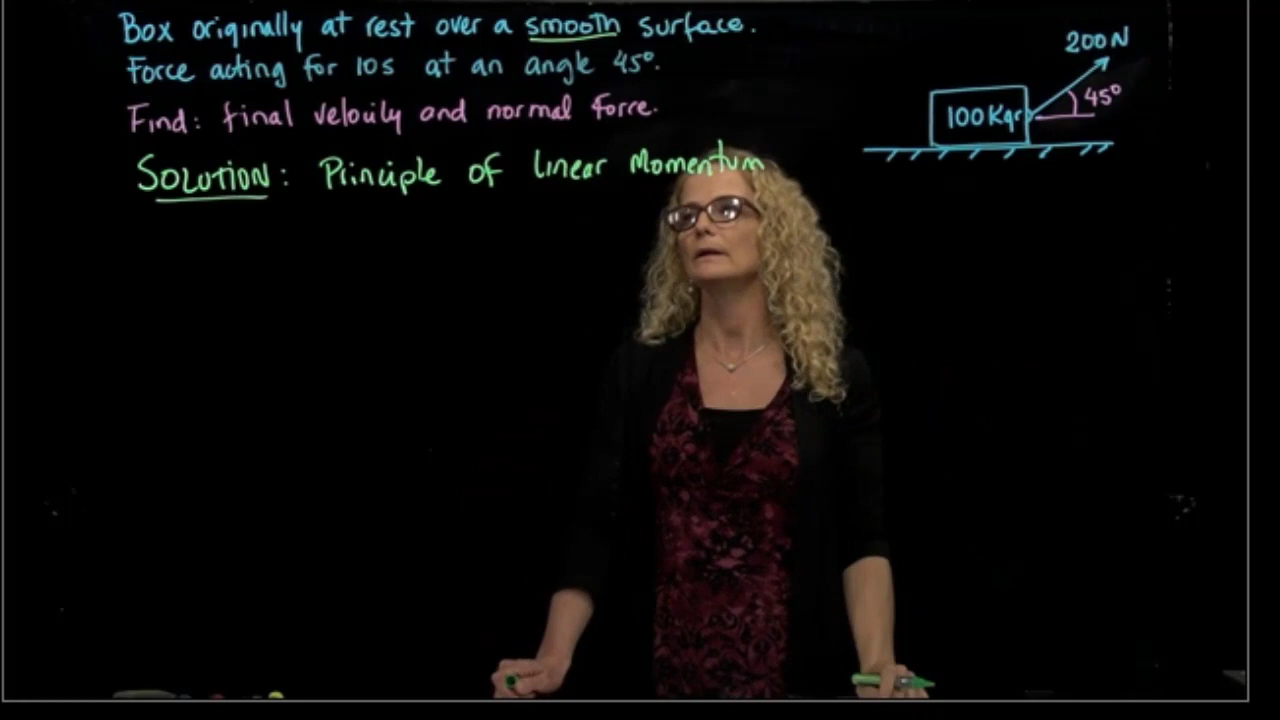 Box originally at rest over a smooth surface.
Force acting for 10s at an angle 45°.
Find: final velocity and normal force.
SOLUTION: Principle of linear Momentum
200N
45°
100Kgr